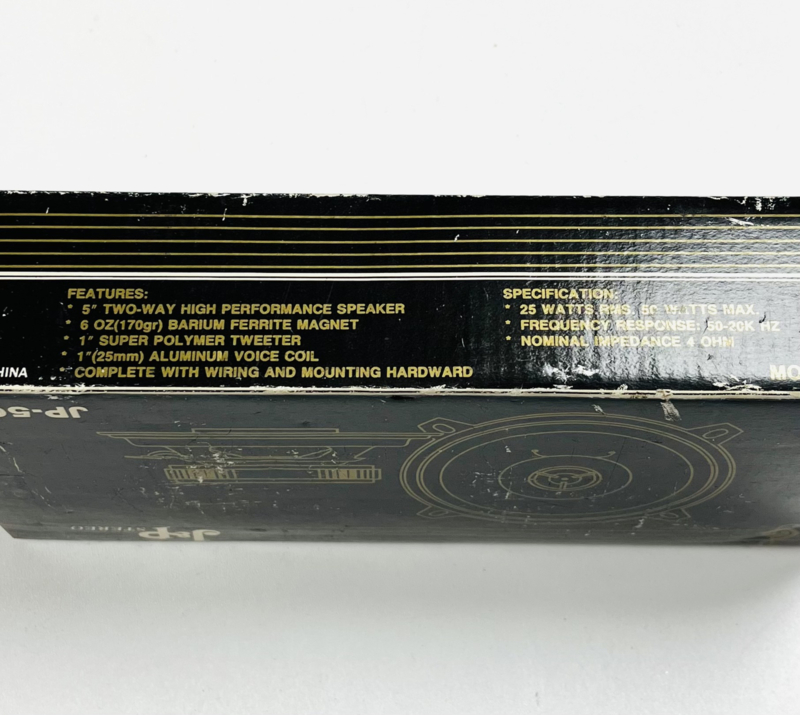 FEATURES:
* 5" TWO-WAY HIGH PERFORMANCE SPEAKER
* 6 OZ(170gr) BARIUM FERRITE MAGNET
* 1" SUPER POLYMER TWEETER
* 1"(25mm) ALUMINUM VOICE COIL
* COMPLETE WITH WIRING AND MOUNTING HARDWARE
SPECIFICATION:
* 25 WATTS RMS, 50 WATTS MAX.
* FREQUENCY RESPONSE: 50-20K HZ
* NOMINAL IMPEDANCE 4 OHM
HINA
MO
JP-5
J&P
STEREO